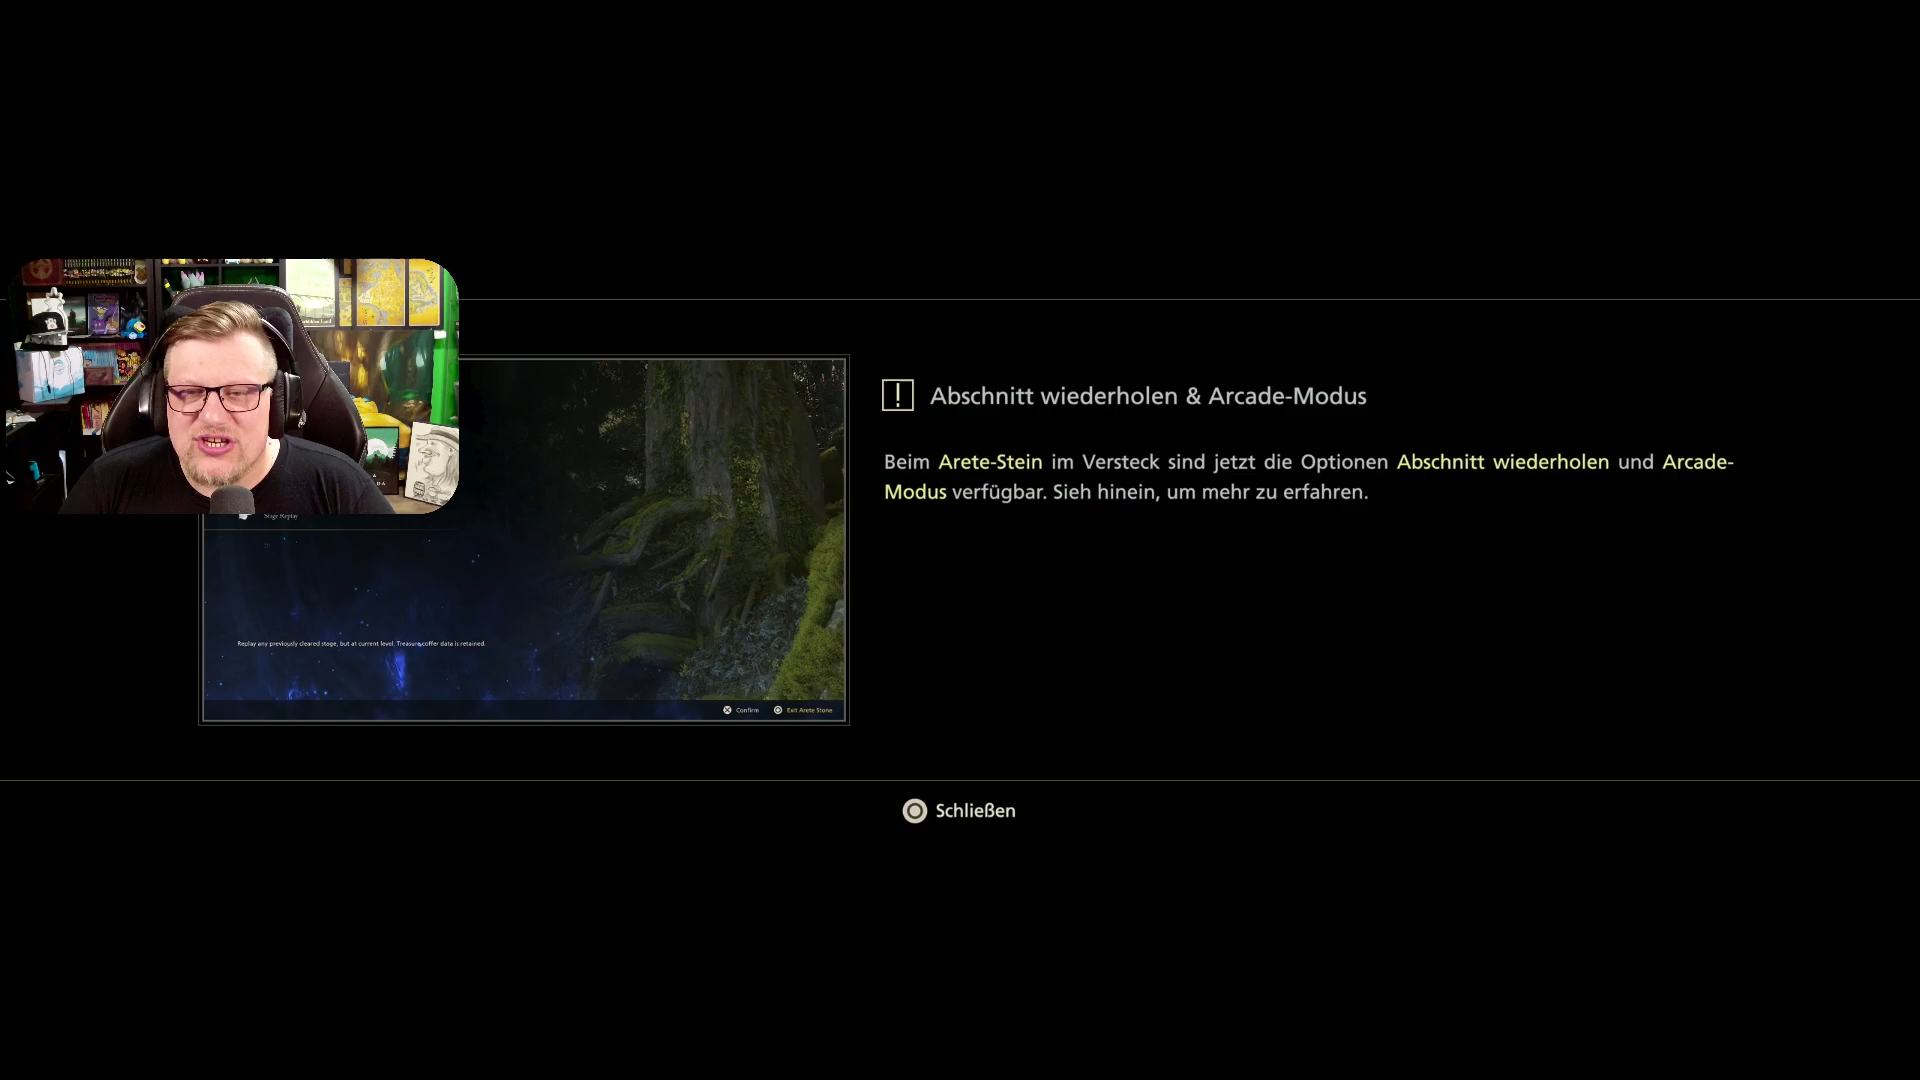 Abschnitt wiederholen & Arcade-Modus
Beim Arete-Stein im Versteck sind jetzt die Optionen Abschnitt wiederholen und Arcade-
Modus verfügbar. Sieh hinein, um mehr zu erfahren.
Stage Replay
Replay any previously cleared stage, but at current level. Treasure coffer data is retained.
Confirm Exit Arete Stone
Schließen